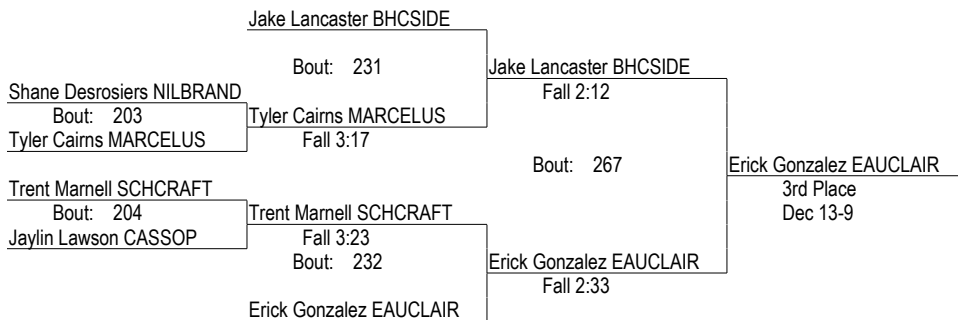 Jake Lancaster BHCSIDE
Bout: 231
Jake Lancaster BHCSIDE
Shane Desrosiers NILBRAND
Fall 2:12
Bout: 203
Tyler Cairns MARCELUS
Tyler Cairns MARCELUS
Fall 3:17
Bout: 267
Erick Gonzalez EAUCLAIR
Trent Marnell SCHCRAFT
3rd Place
Bout: 204
Trent Marnell SCHCRAFT
Dec 13-9
Jaylin Lawson CASSOP
Fall 3:23
Bout: 232
Erick Gonzalez EAUCLAIR
Fall 2:33
Erick Gonzalez EAUCLAIR